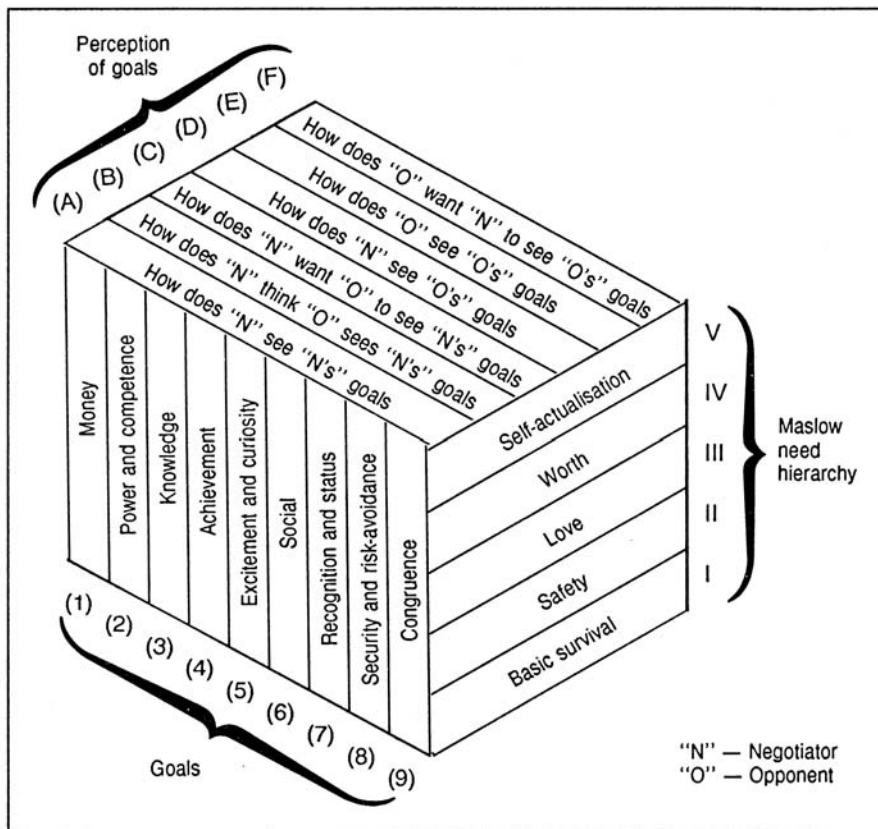 Perception
of goals
(A)
(B)
(C)
(D)
(E)
(F)
How does "O" want "N" to see "O's" goals
How does "O" see "O's" goals
How does "N" see "O's" goals
How does "N" want "O" to see "N's" goals
How does "N" think "O" sees "N's" goals
How does "N" see "N's" goals
Money
Power and competence
Knowledge
Achievement
Excitement and curiosity
Social
Recognition and status
Security and risk-avoidance
Congruence
Self-actualisation
Worth
Love
Safety
Basic survival
V
IV
III
II
I
Maslow
need
hierarchy
(1)
(2)
(3)
(4)
(5)
(6)
(7)
(8)
(9)
Goals
"N" — Negotiator
"O" — Opponent